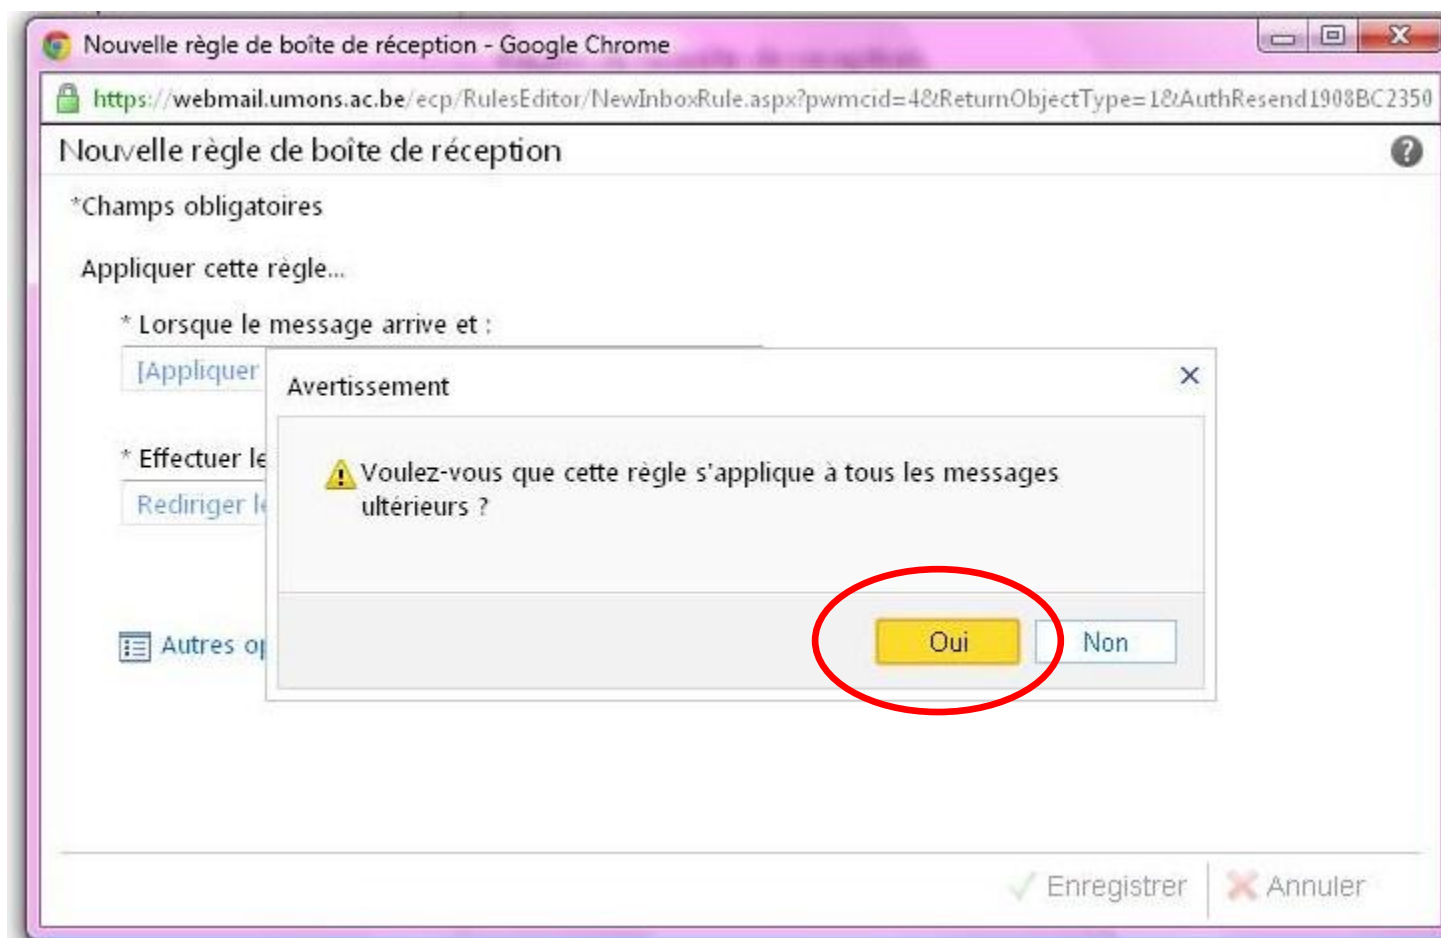 Nouvelle règle de boîte de réception - Google Chrome
https://webmail.umons.ac.be/ecp/RulesEditor/NewInboxRule.aspx?pwmcid=4&ReturnObjectType=1&AuthResend1908BC2350
Nouvelle règle de boîte de réception
*Champs obligatoires
Appliquer cette règle...
* Lorsque le message arrive et :
[Appliquer
Avertissement
* Effectuer le
Voulez-vous que cette règle s'applique à tous les messages
Rediriger le
ultérieurs ?
Autres op
Oui Non
Enregistrer Annuler